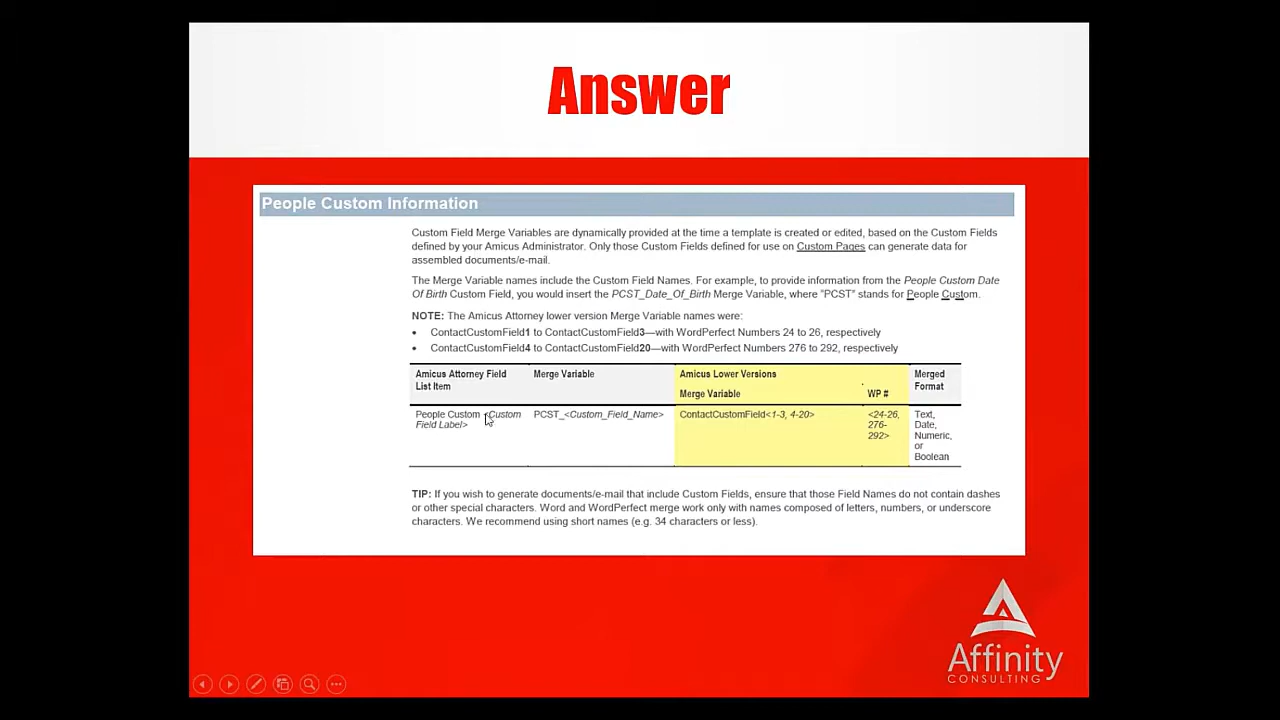 Answer
People Custom Information
Custom Field Merge Variables are dynamically provided at the time a template is created or edited, based on the Custom Fields
defined by your Amicus Administrator. Only those Custom Fields defined for use on Custom Pages can generate data for
assembled documents/e-mail.
The Merge Variable names include the Custom Field Names. For example, to provide information from the People Custom Date
Of Birth Custom Field, you would insert the PCST_Date_Of_Birth Merge Variable, where "PCST" stands for People Custom.
NOTE: The Amicus Attorney lower version Merge Variable names were:
• ContactCustomField1 to ContactCustomField3—with WordPerfect Numbers 24 to 26, respectively
• ContactCustomField4 to ContactCustomField20—with WordPerfect Numbers 276 to 292, respectively
Amicus Attorney Field
List Item
Merge Variable
Amicus Lower Versions
Merge Variable
WP #
Merged
Format
People Custom <Custom
Field Label>
PCST_<Custom_Field_Name>
ContactCustomField<1-3, 4-20>
<24-26,
276-
292>
Text,
Date,
Numeric,
or
Boolean
TIP: If you wish to generate documents/e-mail that include Custom Fields, ensure that those Field Names do not contain dashes
or other special characters. Word and WordPerfect merge work only with names composed of letters, numbers, or underscore
characters. We recommend using short names (e.g. 34 characters or less).
Affinity
CONSULTING